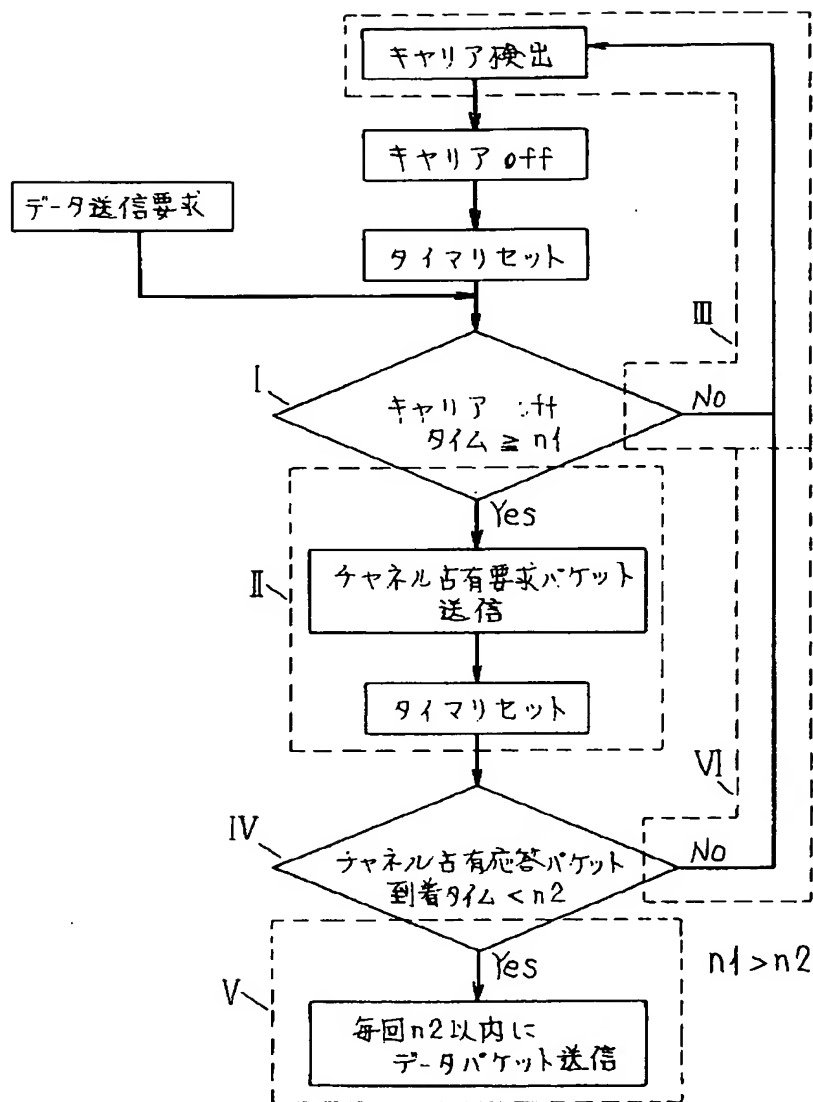 キャリア検出
キャリア off
データ送信要求
タイマリセット
III
I
キャリア off
タイム ≧ n1
No
Yes
II
チャネル占有要求パケット
送信
タイマリセット
VI
IV
チャネル占有応答パケット
到着タイム < n2
No
Yes
n1 > n2
V
毎回n2以内に
データパケット送信